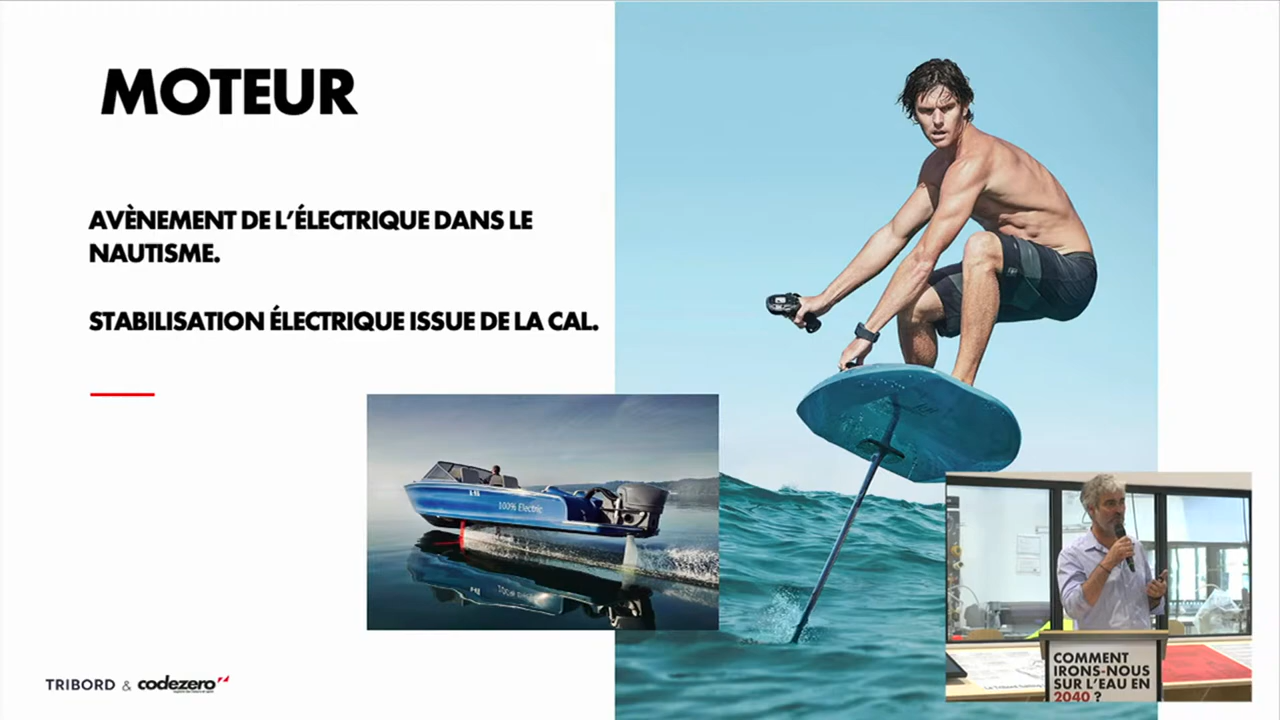 MOTEUR
AVÈNEMENT DE L'ÉLECTRIQUE DANS LE
NAUTISME.
STABILISATION ÉLECTRIQUE ISSUE DE LA CAL.
100% Electric
COMMENT
IRONS-NOUS
SUR L'EAU EN
2040 ?
TRIBORD & codezero